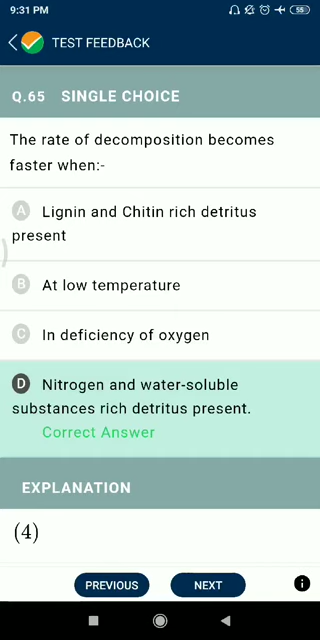 9:31 PM
55
TEST FEEDBACK
Q.65 SINGLE CHOICE
The rate of decomposition becomes
faster when:-
A Lignin and Chitin rich detritus
present
B At low temperature
C In deficiency of oxygen
D Nitrogen and water-soluble
substances rich detritus present.
Correct Answer
EXPLANATION
(4)
PREVIOUS NEXT